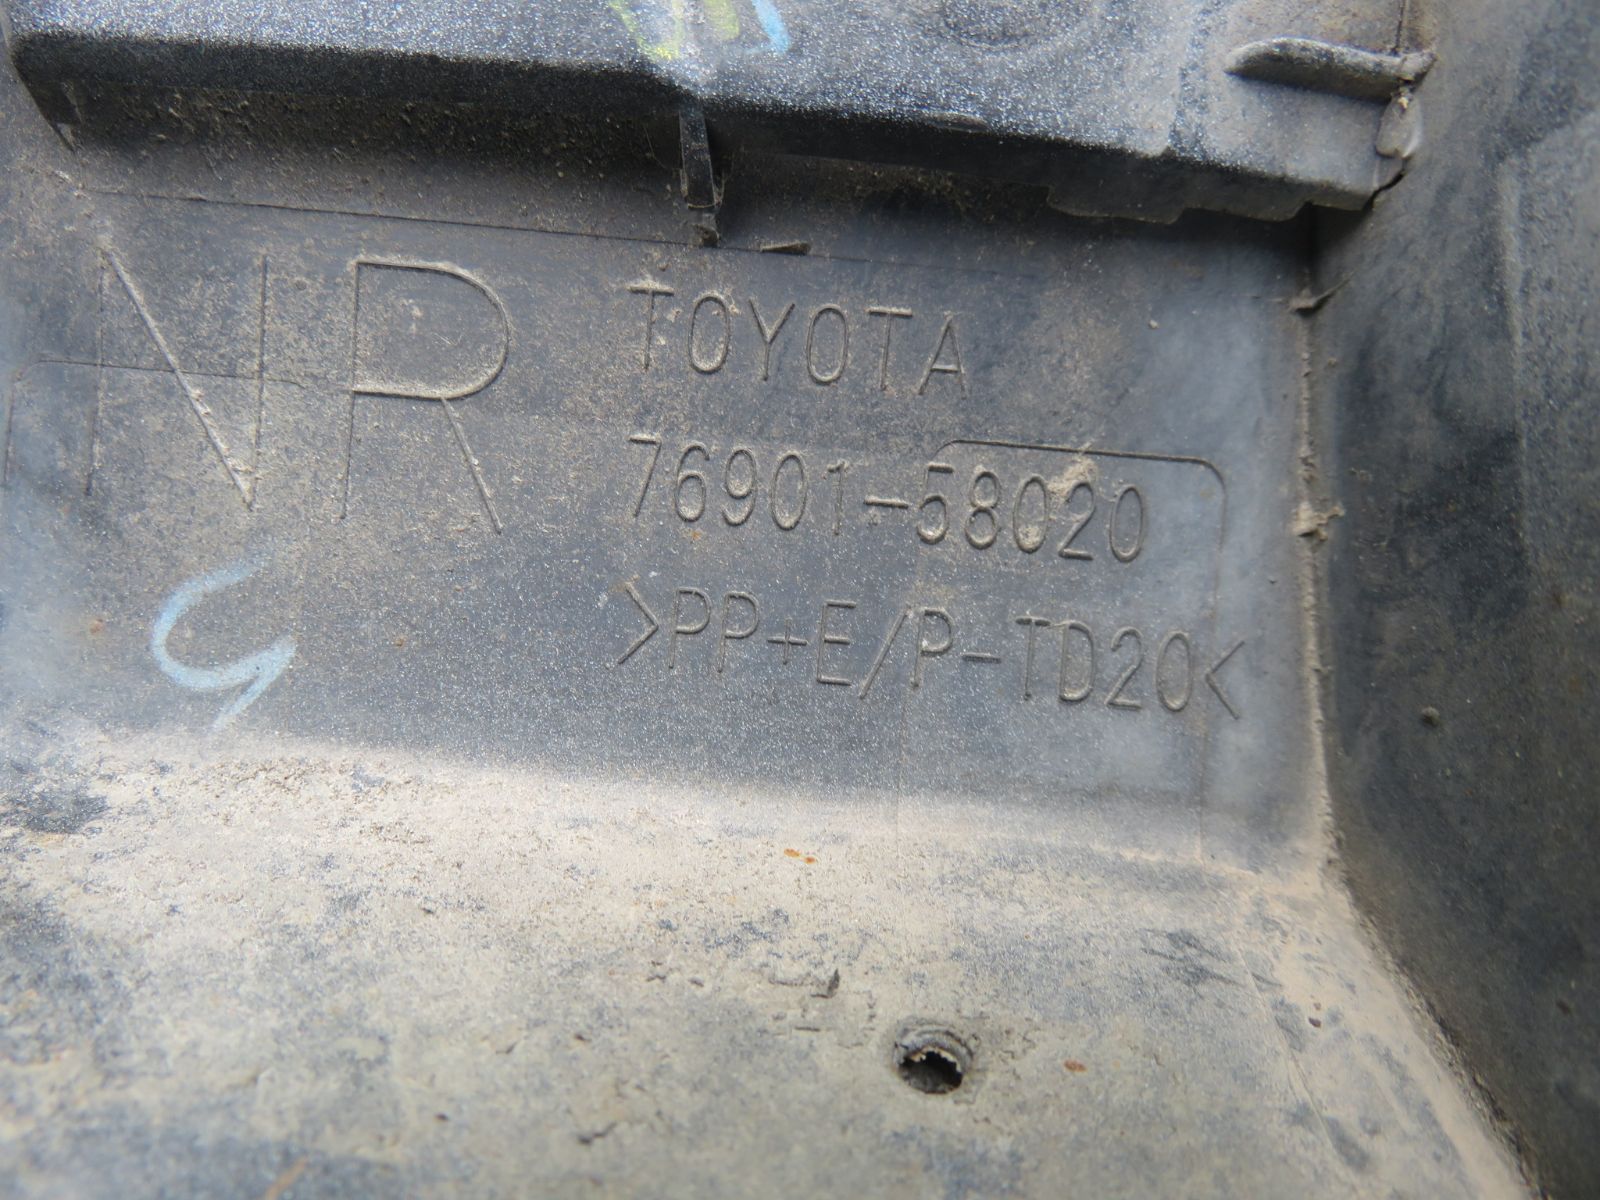 NR
TOYOTA
76901-58020
>PP+E/P-TD20<